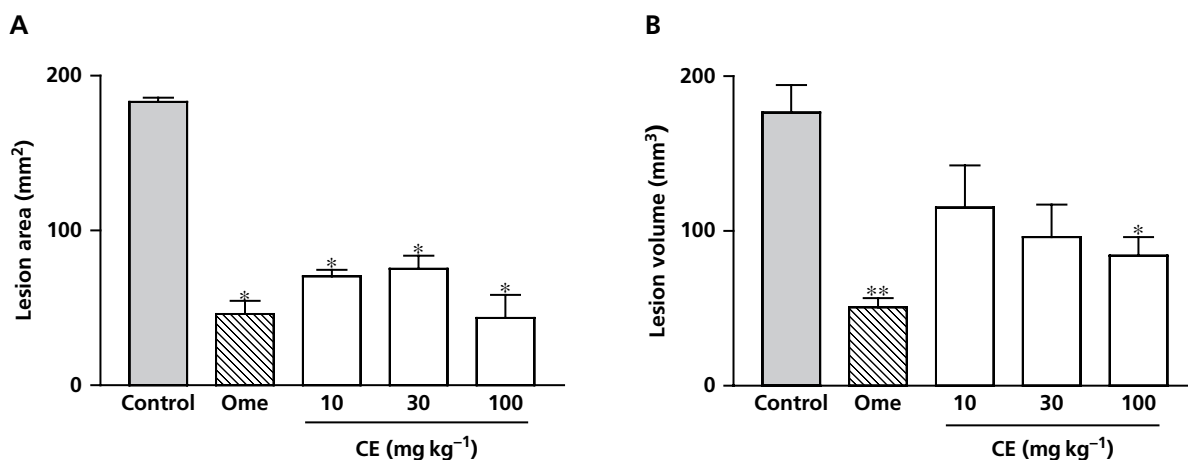 A
200
100
0
Lesion area (mm²)
*
*
*
*
Control Ome 10 30 100
CE (mg kg⁻¹)
B
200
100
0
Lesion volume (mm³)
**
*
Control Ome 10 30 100
CE (mg kg⁻¹)